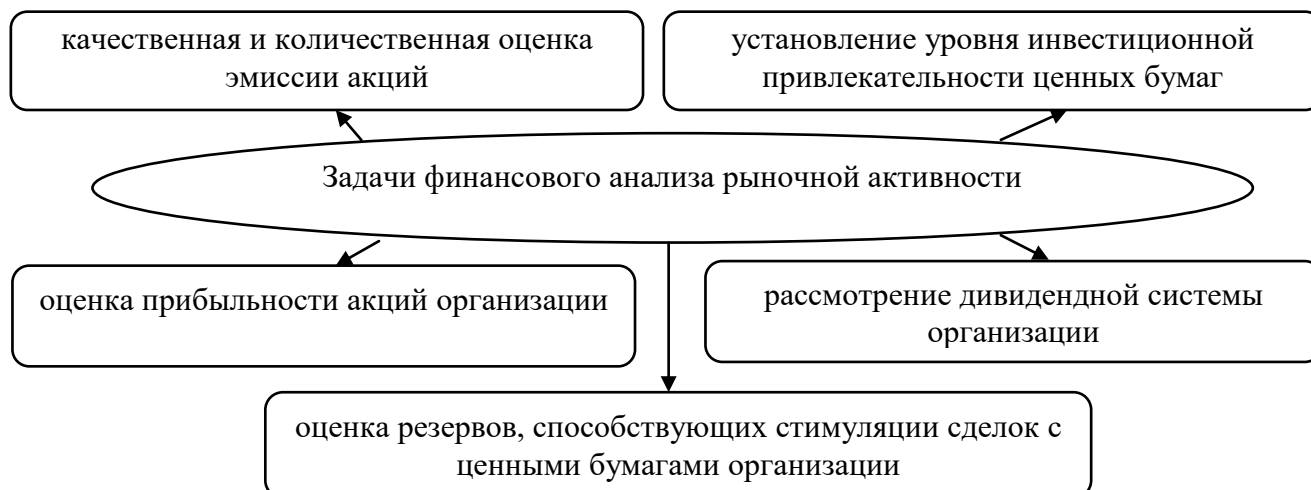 качественная и количественная оценка
эмиссии акций
установление уровня инвестиционной
привлекательности ценных бумаг
Задачи финансового анализа рыночной активности
оценка прибыльности акций организации
рассмотрение дивидендной системы
организации
оценка резервов, способствующих стимуляции сделок с
ценными бумагами организации